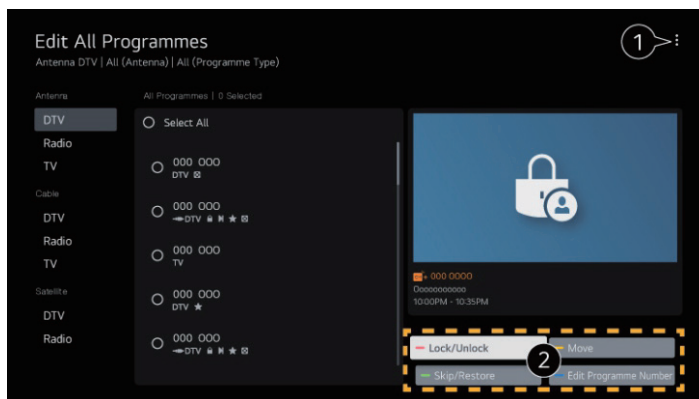 Edit All Programmes
Antenna DTV | All (Antenna) | All (Programme Type)
1
Antenna
DTV
Radio
TV
Cable
DTV
Radio
TV
Satellite
DTV
Radio
All Programmes | 0 Selected
Select All
000 000
DTV
000 000
DTV
000 000
TV
000 000
DTV
000 000
DTV
000 0000
Oooooooooo
10:00PM - 10:35PM
Lock/Unlock
Move
2
Skip/Restore
Edit Programme Number